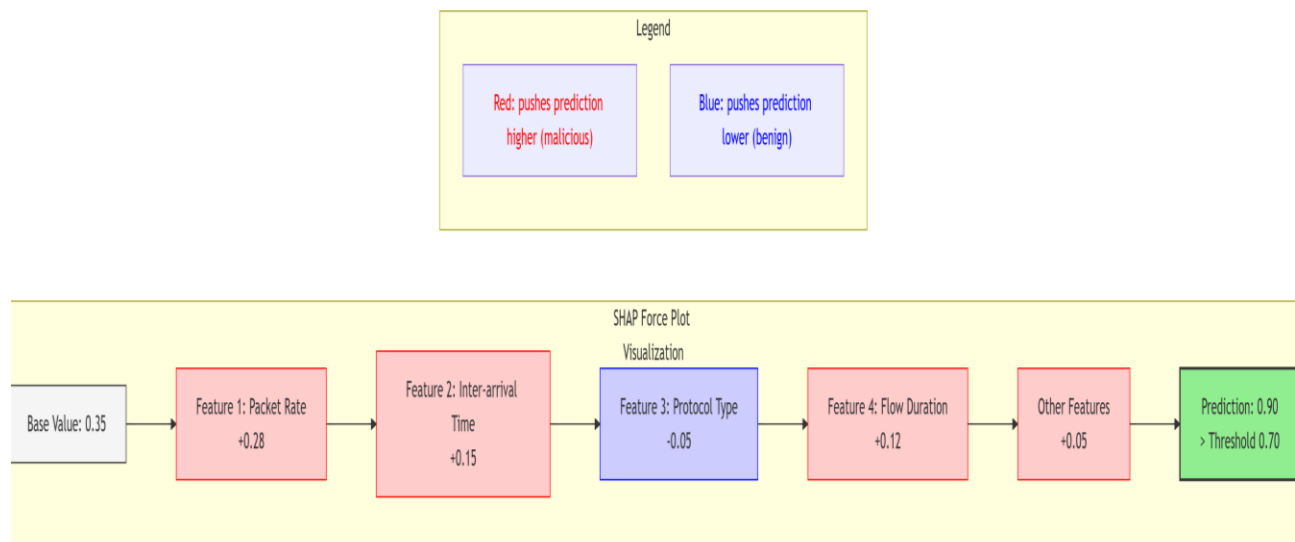 Legend
Red: pushes prediction
higher (malicious)
Blue: pushes prediction
lower (benign)
SHAP Force Plot
Visualization
Base Value: 0.35
Feature 1: Packet Rate
+0.28
Feature 2: Inter-arrival
Time
+0.15
Feature 3: Protocol Type
-0.05
Feature 4: Flow Duration
+0.12
Other Features
+0.05
Prediction: 0.90
> Threshold 0.70